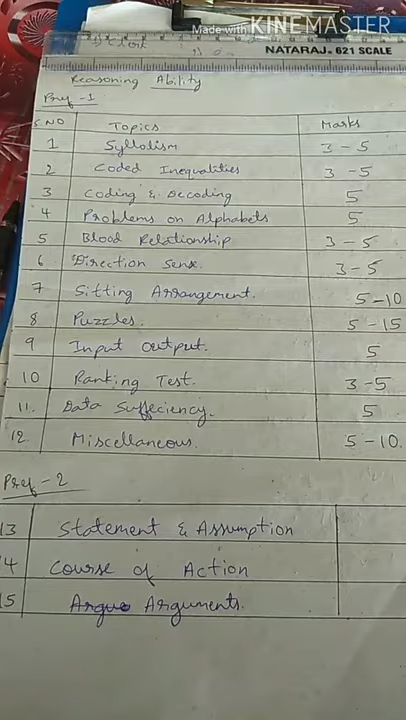 Made with KINEMASTER
Clerk
NATARAJ. 621 SCALE
Reasoning Ability
Pref - 1
S.NO Topics Marks
1 Syllolism 3 - 5
2 Coded Inequalities 3 - 5
3 Coding & Decoding 5
4 Problems on Alphabets 5
5 Blood Relationship 3 - 5
6 Direction Sense. 3 - 5
7 Sitting Arrangement. 5 - 10
8 Puzzles. 5 - 15
9 Input output. 5
10 Ranking Test. 3 - 5
11. Data Suffeciency. 5
12. Miscellaneous. 5 - 10.
Pref - 2
13 Statement & Assumption
14 Course of Action
15 Argue Arguments.